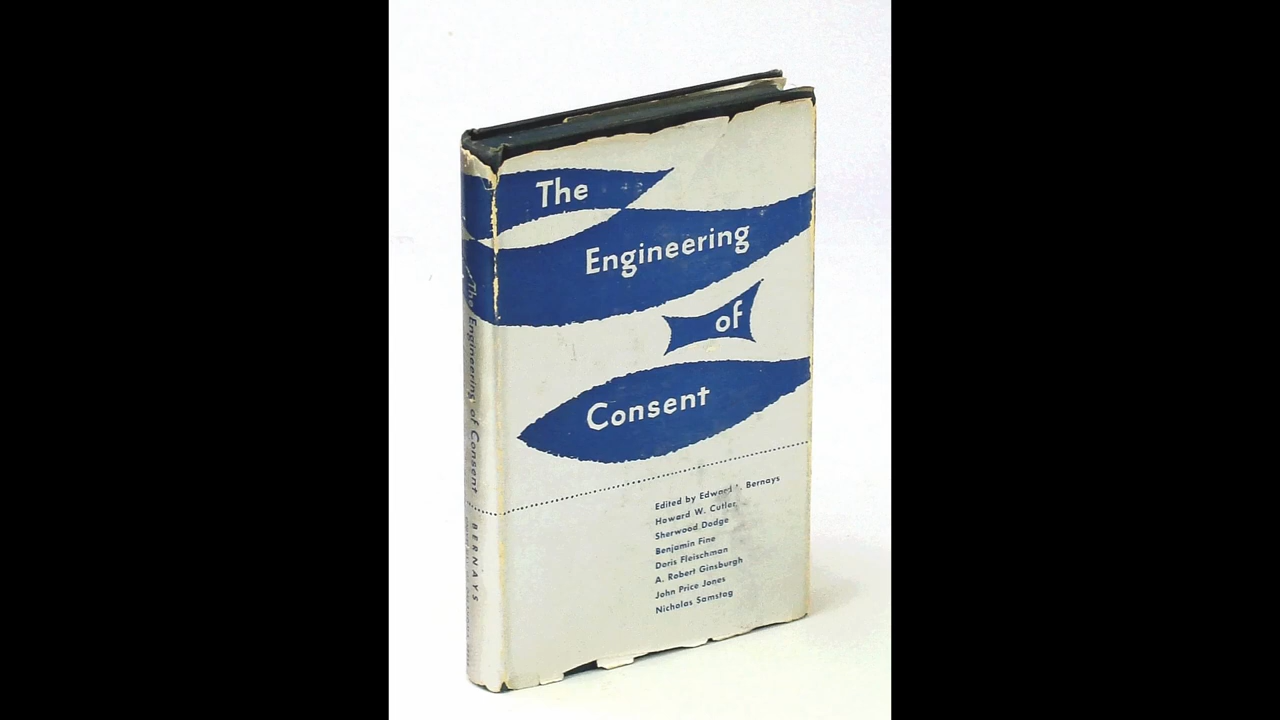 The
Engineering
of
Consent
Edited by Edward L. Bernays
Howard W. Cutler
Sherwood Dodge
Benjamin Fine
Doris Fleischman
A. Robert Ginsburgh
John Price Jones
Nicholas Samstag
The Engineering of Consent
BERNAYS